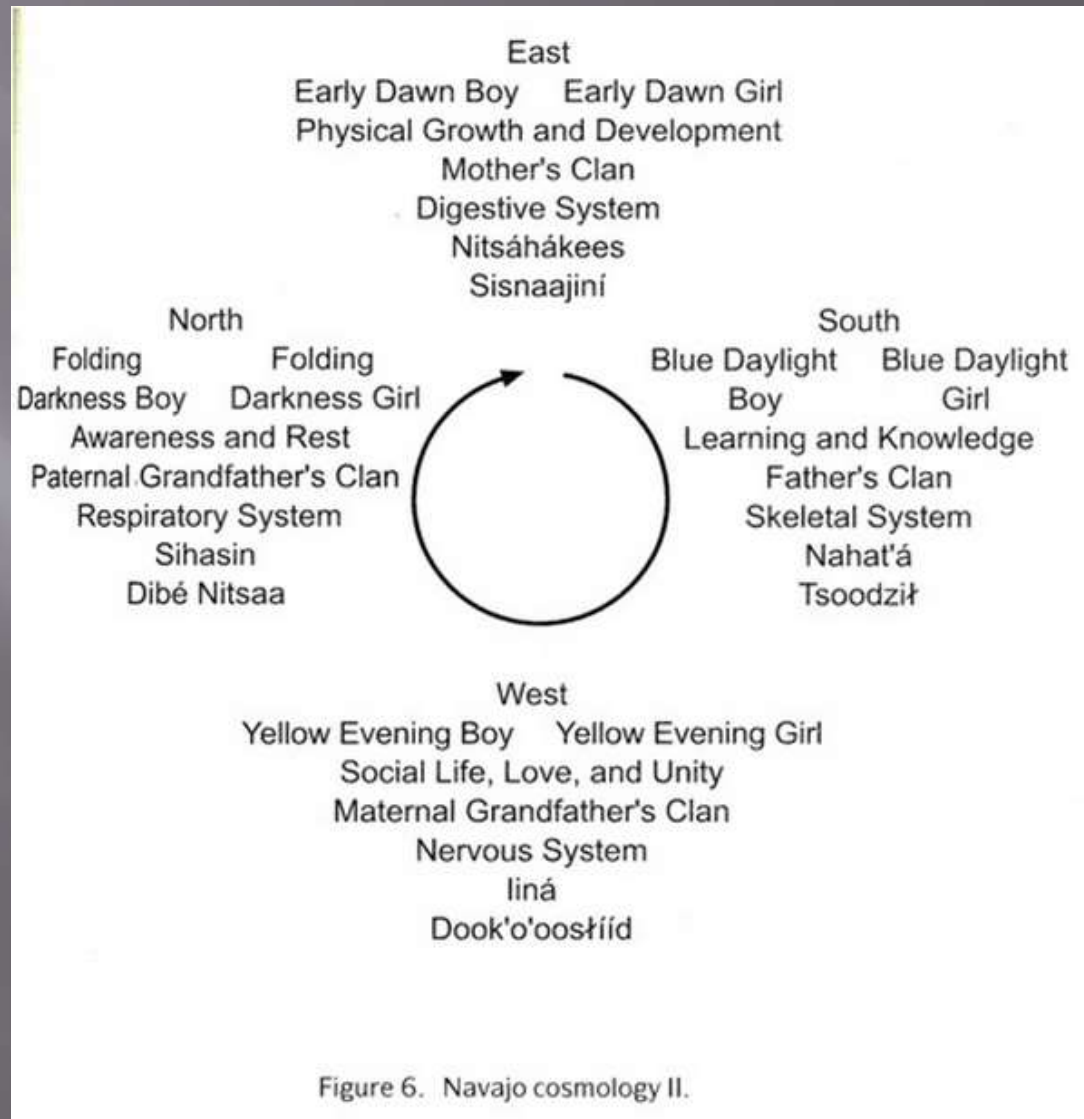 East
Early Dawn Boy Early Dawn Girl
Physical Growth and Development
Mother's Clan
Digestive System
Nitsáhákees
Sisnaajiní
North
Folding Folding
Darkness Boy Darkness Girl
Awareness and Rest
Paternal Grandfather's Clan
Respiratory System
Sihasin
Dibé Nitsaa
South
Blue Daylight Blue Daylight
Boy Girl
Learning and Knowledge
Father's Clan
Skeletal System
Nahat'á
Tsoodził
West
Yellow Evening Boy Yellow Evening Girl
Social Life, Love, and Unity
Maternal Grandfather's Clan
Nervous System
Iiná
Dook'o'oosłííd
Figure 6. Navajo cosmology II.